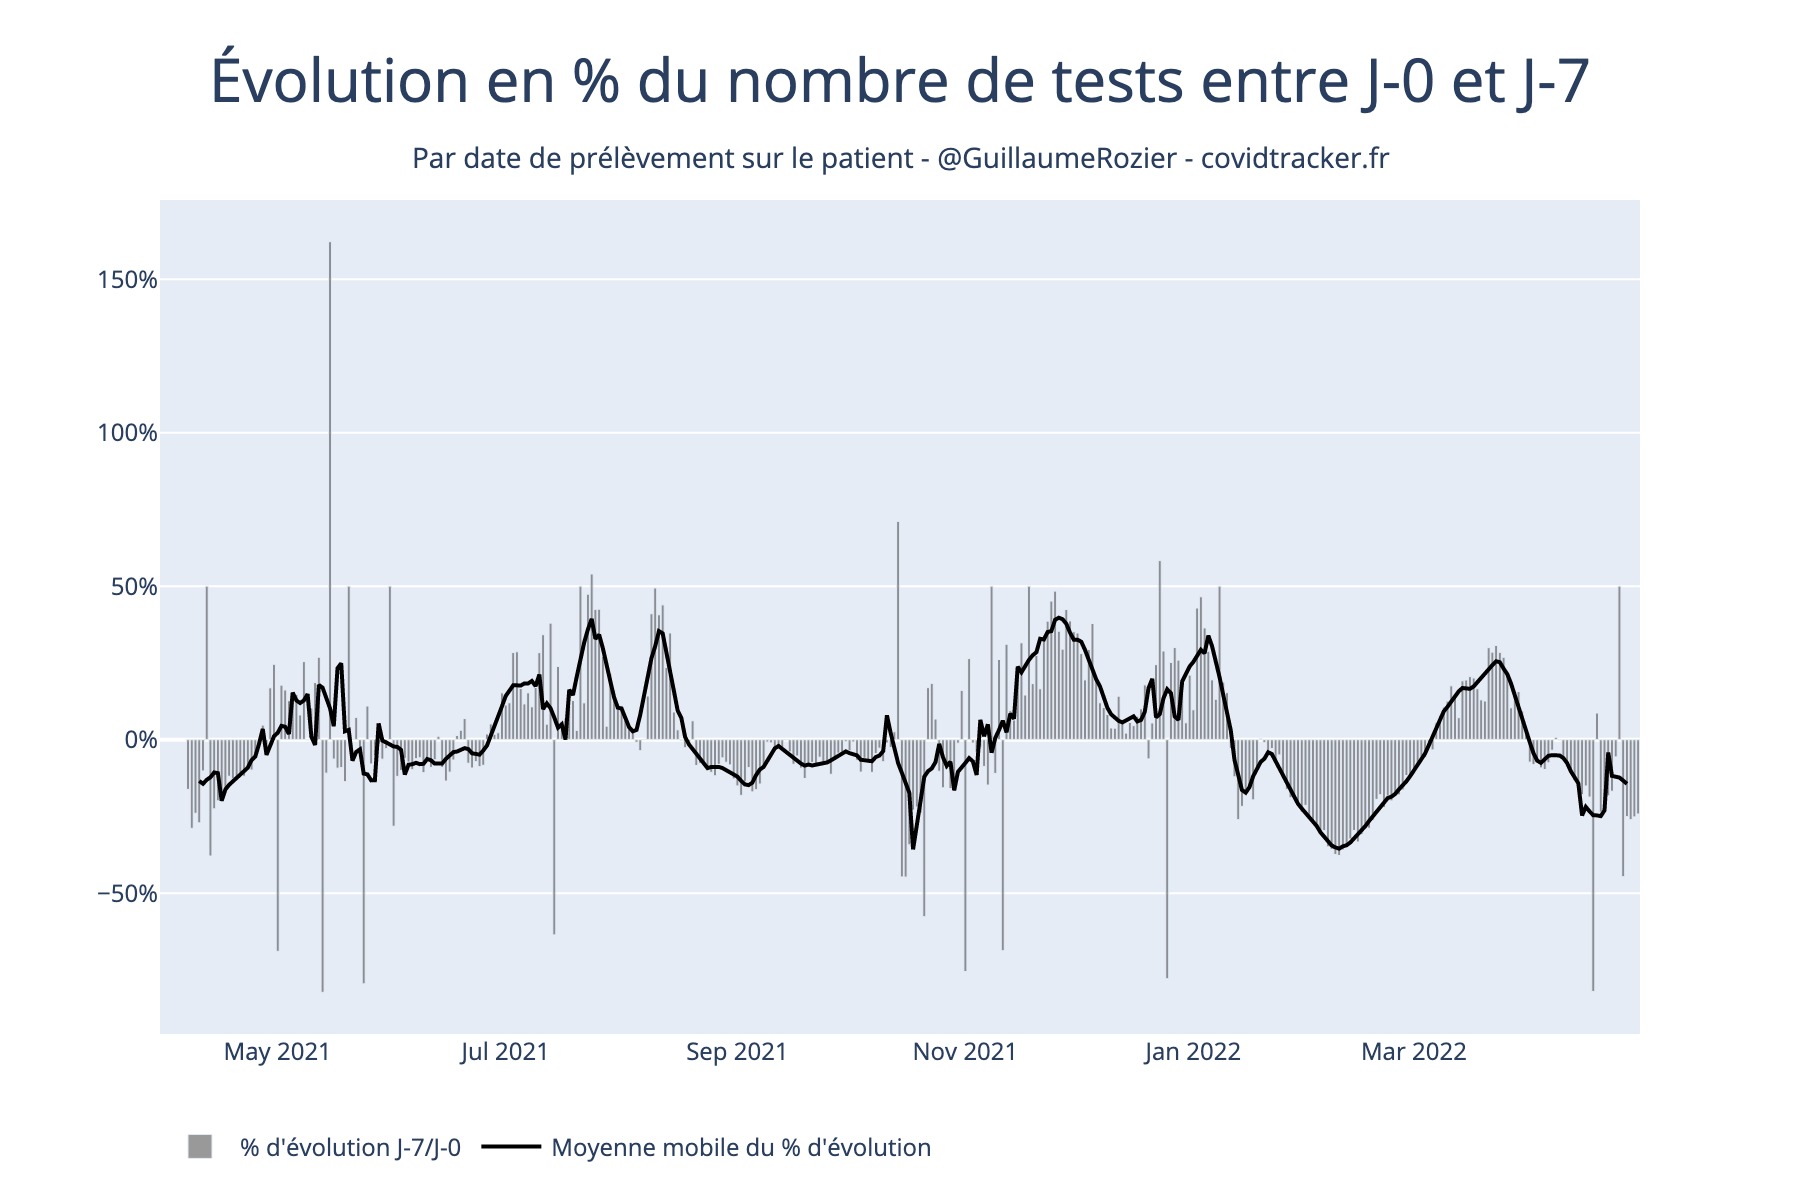 Évolution en % du nombre de tests entre J-0 et J-7
Par date de prélèvement sur le patient - @GuillaumeRozier - covidtracker.fr
150%
100%
50%
0%
−50%
May 2021 Jul 2021 Sep 2021 Nov 2021 Jan 2022 Mar 2022
% d'évolution J-7/J-0 Moyenne mobile du % d'évolution